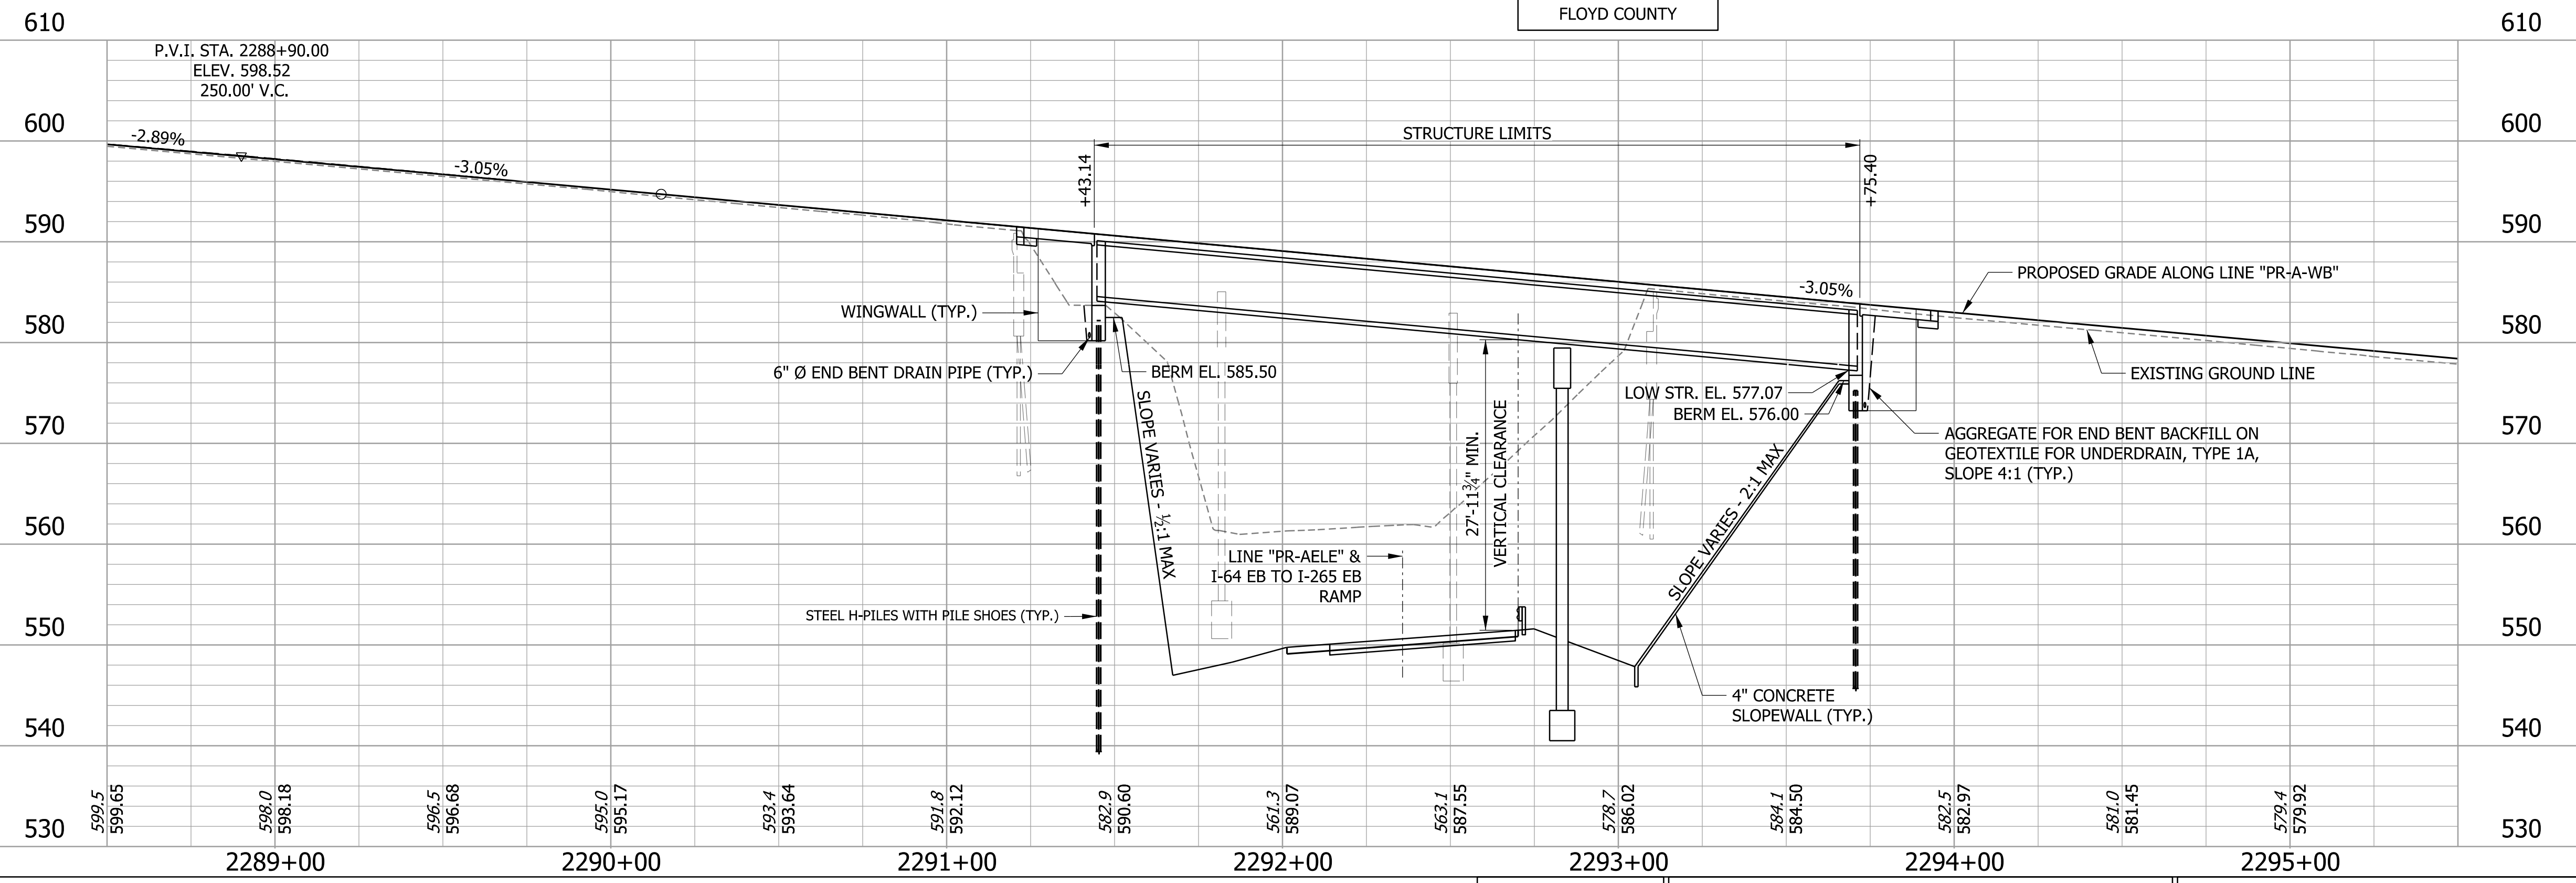 FLOYD COUNTY
610
610
P.V.I. STA. 2288+90.00
ELEV. 598.52
250.00' V.C.
600
600
-2.89%
-3.05%
STRUCTURE LIMITS
+43.14
+75.40
590
590
-3.05%
PROPOSED GRADE ALONG LINE "PR-A-WB"
WINGWALL (TYP.)
580
580
6" Ø END BENT DRAIN PIPE (TYP.)
BERM EL. 585.50
EXISTING GROUND LINE
LOW STR. EL. 577.07
BERM EL. 576.00
570
570
AGGREGATE FOR END BENT BACKFILL ON
GEOTEXTILE FOR UNDERDRAIN, TYPE 1A,
SLOPE 4:1 (TYP.)
SLOPE VARIES - ½:1 MAX
27'-11¾" MIN.
VERTICAL CLEARANCE
SLOPE VARIES - 2:1 MAX
560
560
LINE "PR-AELE" &
I-64 EB TO I-265 EB
RAMP
STEEL H-PILES WITH PILE SHOES (TYP.)
550
550
4" CONCRETE
SLOPEWALL (TYP.)
540
540
599.5
599.65
598.0
598.18
596.5
596.68
595.0
595.17
593.4
593.64
591.8
592.12
582.9
590.60
561.3
589.07
563.1
587.55
578.7
586.02
584.1
584.50
582.5
582.97
581.0
581.45
579.4
579.92
530
530
2289+00
2290+00
2291+00
2292+00
2293+00
2294+00
2295+00